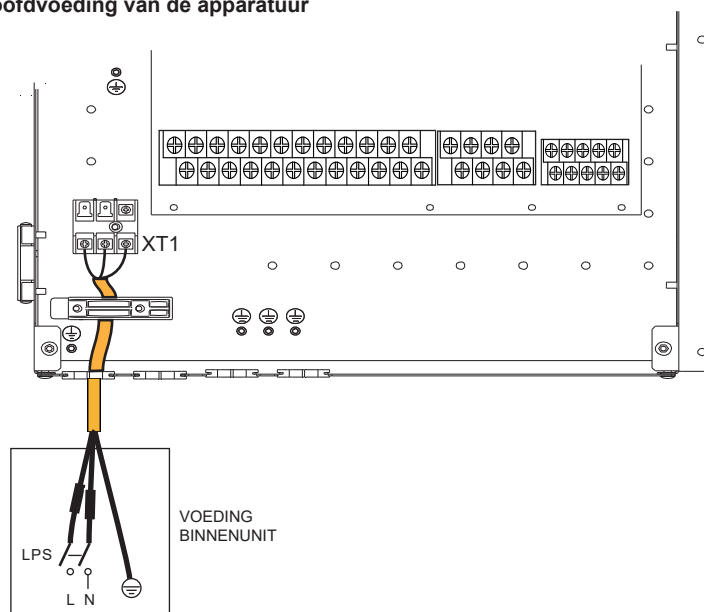 oofdvoeding van de apparatuur
XT1
VOEDING
BINNENUNIT
LPS
L N